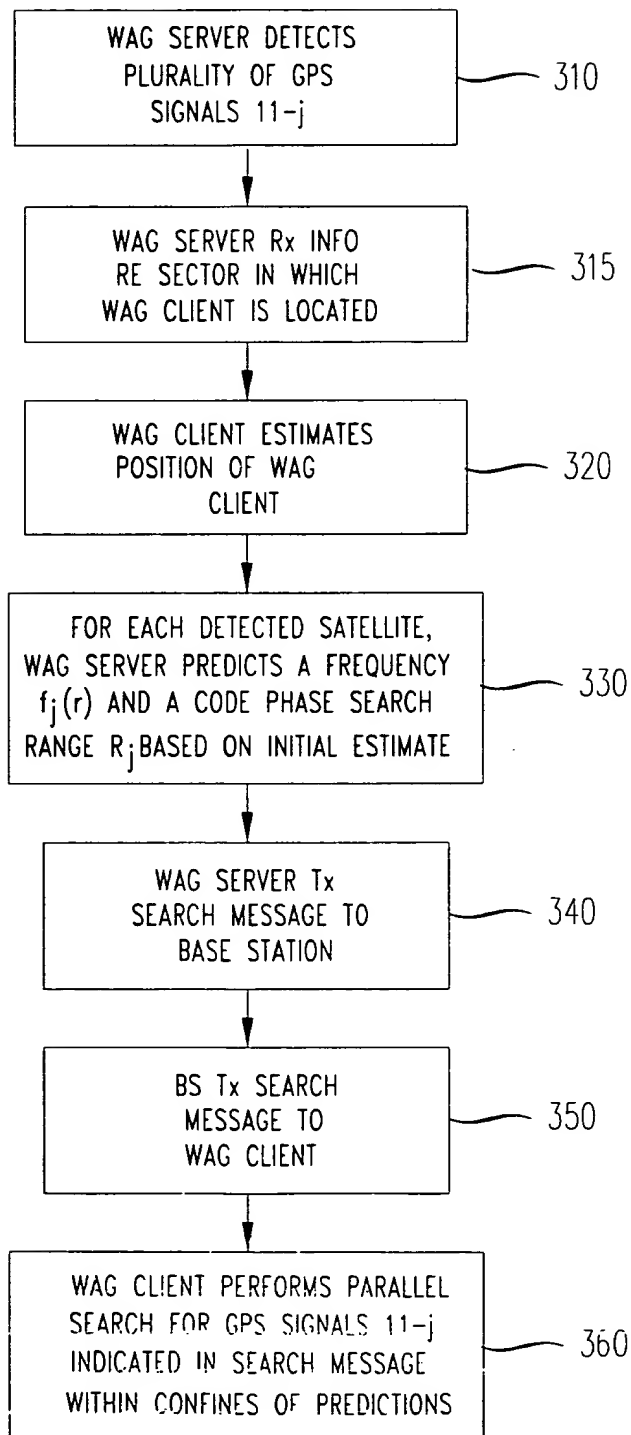 WAG SERVER DETECTS
PLURALITY OF GPS
SIGNALS 11-j
310
WAG SERVER Rx INFO
RE SECTOR IN WHICH
WAG CLIENT IS LOCATED
315
WAG CLIENT ESTIMATES
POSITION OF WAG
CLIENT
320
FOR EACH DETECTED SATELLITE,
WAG SERVER PREDICTS A FREQUENCY
fj(r) AND A CODE PHASE SEARCH
RANGE Rj BASED ON INITIAL ESTIMATE
330
WAG SERVER Tx
SEARCH MESSAGE TO
BASE STATION
340
BS Tx SEARCH
MESSAGE TO
WAG CLIENT
350
WAG CLIENT PERFORMS PARALLEL
SEARCH FOR GPS SIGNALS 11-j
INDICATED IN SEARCH MESSAGE
WITHIN CONFINES OF PREDICTIONS
360